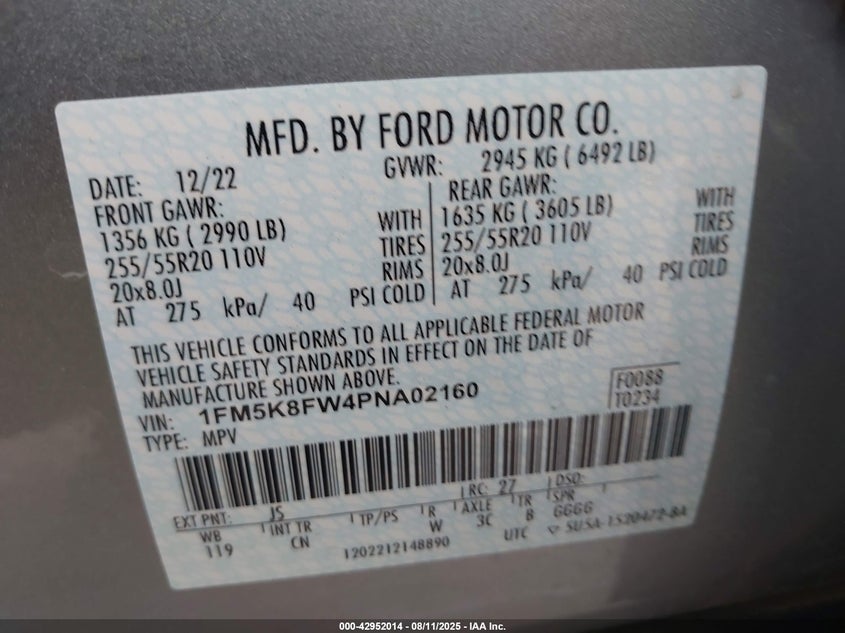 MFD. BY FORD MOTOR CO.
DATE: 12/22 GVWR: 2945 KG ( 6492 LB)
FRONT GAWR: REAR GAWR:
1356 KG ( 2990 LB) WITH 1635 KG ( 3605 LB) WITH
255/55R20 110V TIRES 255/55R20 110V TIRES
20x8.0J RIMS 20x8.0J RIMS
AT 275 kPa/ 40 PSI COLD AT 275 kPa/ 40 PSI COLD
THIS VEHICLE CONFORMS TO ALL APPLICABLE FEDERAL MOTOR
VEHICLE SAFETY STANDARDS IN EFFECT ON THE DATE OF
MANUFACTURE SHOWN ABOVE.
VIN: 1FM5K8FW4PNA02160 F0088
TYPE: MPV T0234
EXT PNT: JS RC: 27 DSO:
WB INT TR TP/PS R AXLE TR SPR
119 CN W 3C B GGGG
1202212148890 UTC ▽ 5U5A-1520472-BA
000-42952014 - 08/11/2025 - IAA Inc.